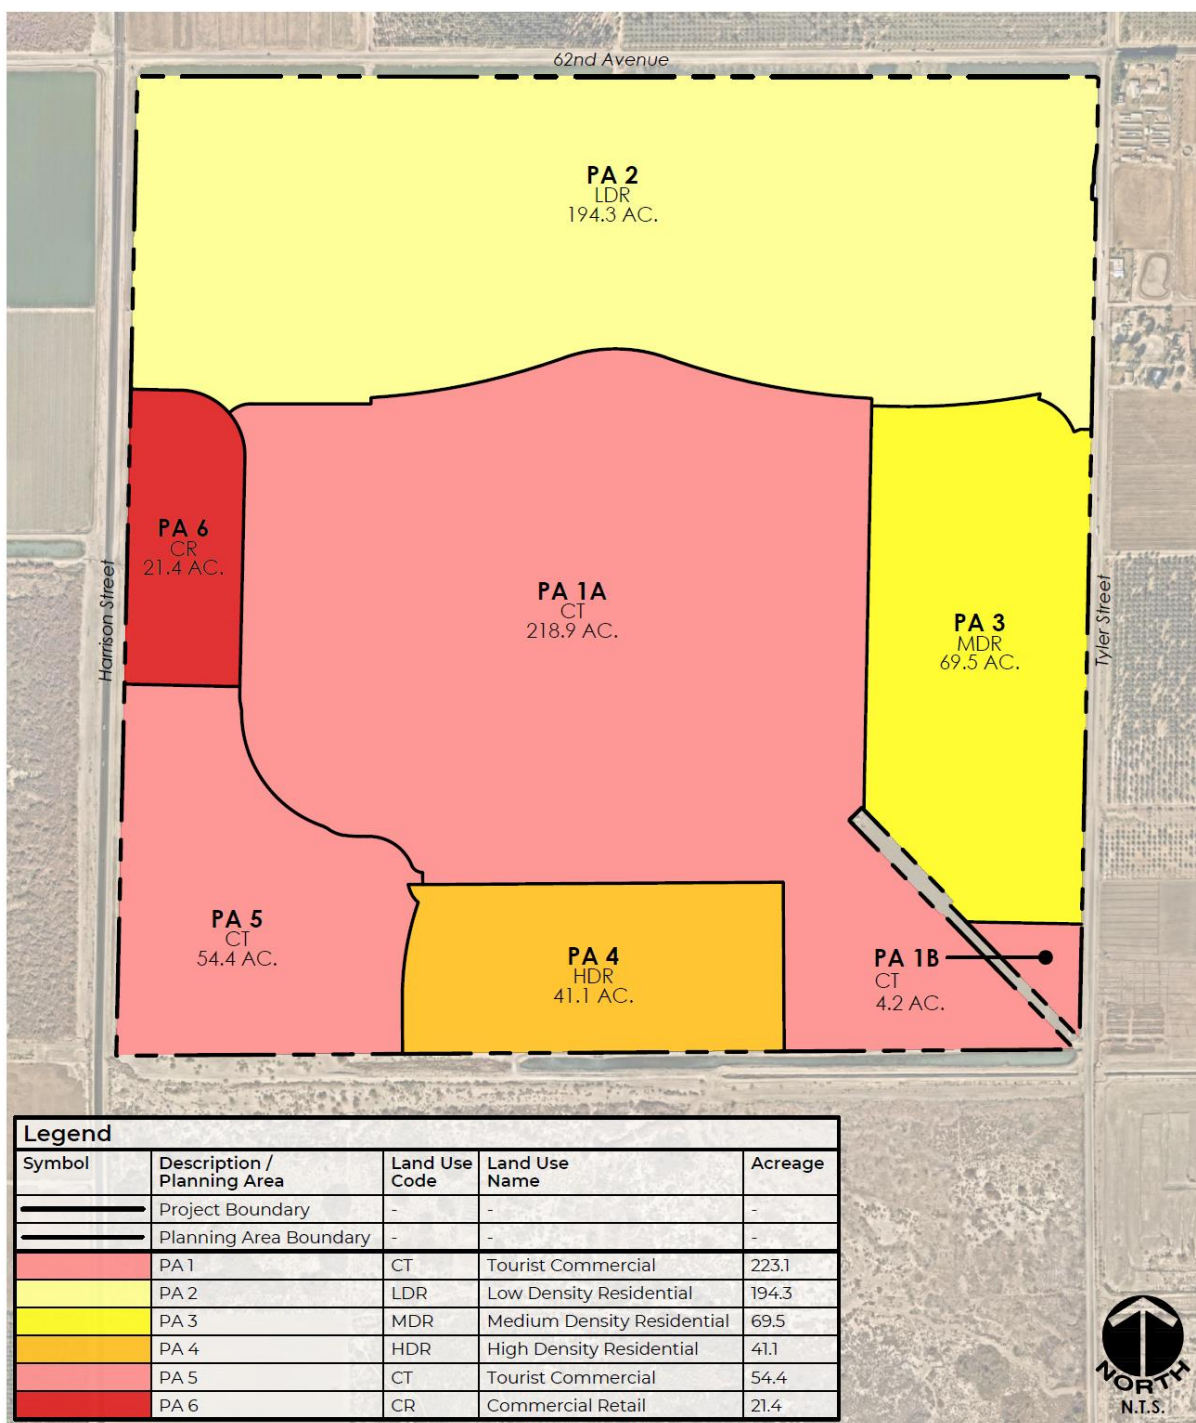 62nd Avenue
PA 2
LDR
194.3 AC.
PA 6
CR
21.4 AC.
Harrison Street
PA 1A
CT
218.9 AC.
PA 3
MDR
69.5 AC.
Tyler Street
PA 5
CT
54.4 AC.
PA 4
HDR
41.1 AC.
PA 1B
CT
4.2 AC.
Legend
Symbol Description / Planning Area Land Use Code Land Use Name Acreage
Project Boundary - - -
Planning Area Boundary - - -
PA 1 CT Tourist Commercial 223.1
PA 2 LDR Low Density Residential 194.3
PA 3 MDR Medium Density Residential 69.5
PA 4 HDR High Density Residential 41.1
PA 5 CT Tourist Commercial 54.4
PA 6 CR Commercial Retail 21.4
NORTH
N.T.S.